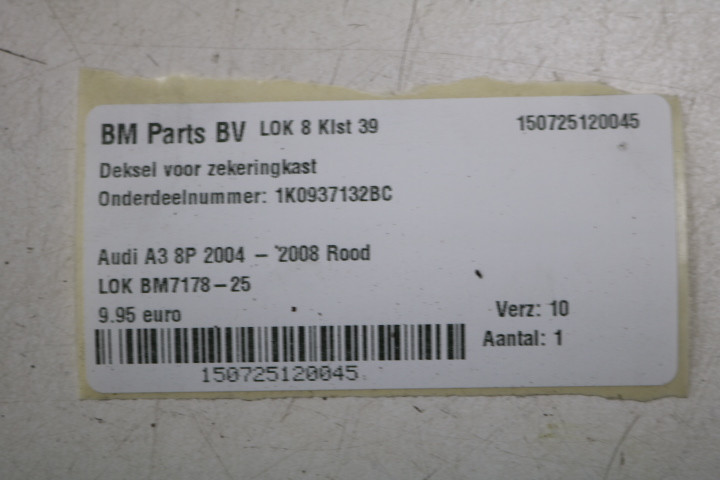 BM Parts BV LOK 8 Klst 39 150725120045
Deksel voor zekeringkast
Onderdeelnummer: 1K0937132BC
Audi A3 8P 2004 - 2008 Rood
LOK BM7178-25
9.95 euro Verz: 10
Aantal: 1
150725120045